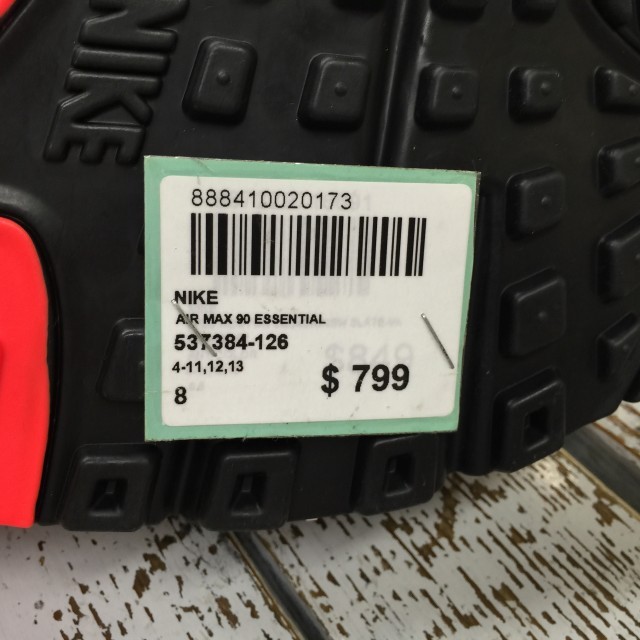 NIKE
888410020173
NIKE
AIR MAX 90 ESSENTIAL
537384-126
4-11,12,13
8
$ 799